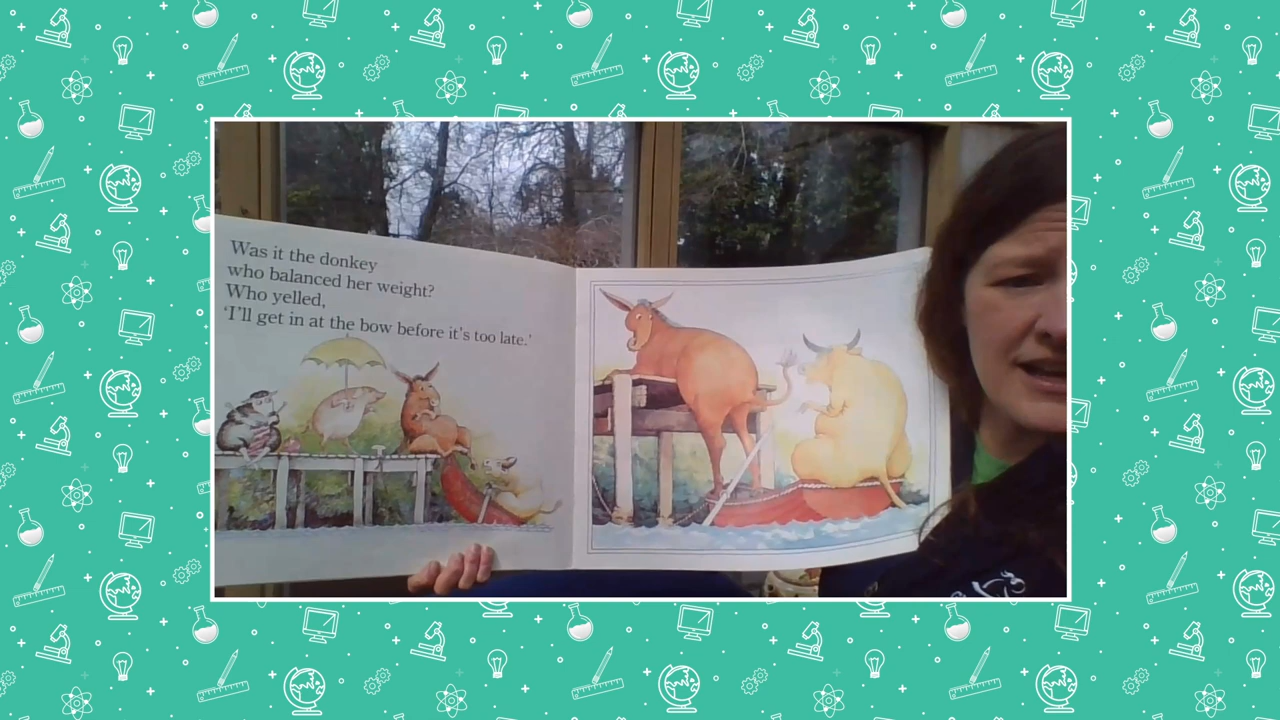 Was it the donkey
who balanced her weight?
Who yelled,
'I'll get in at the bow before it's too late.'